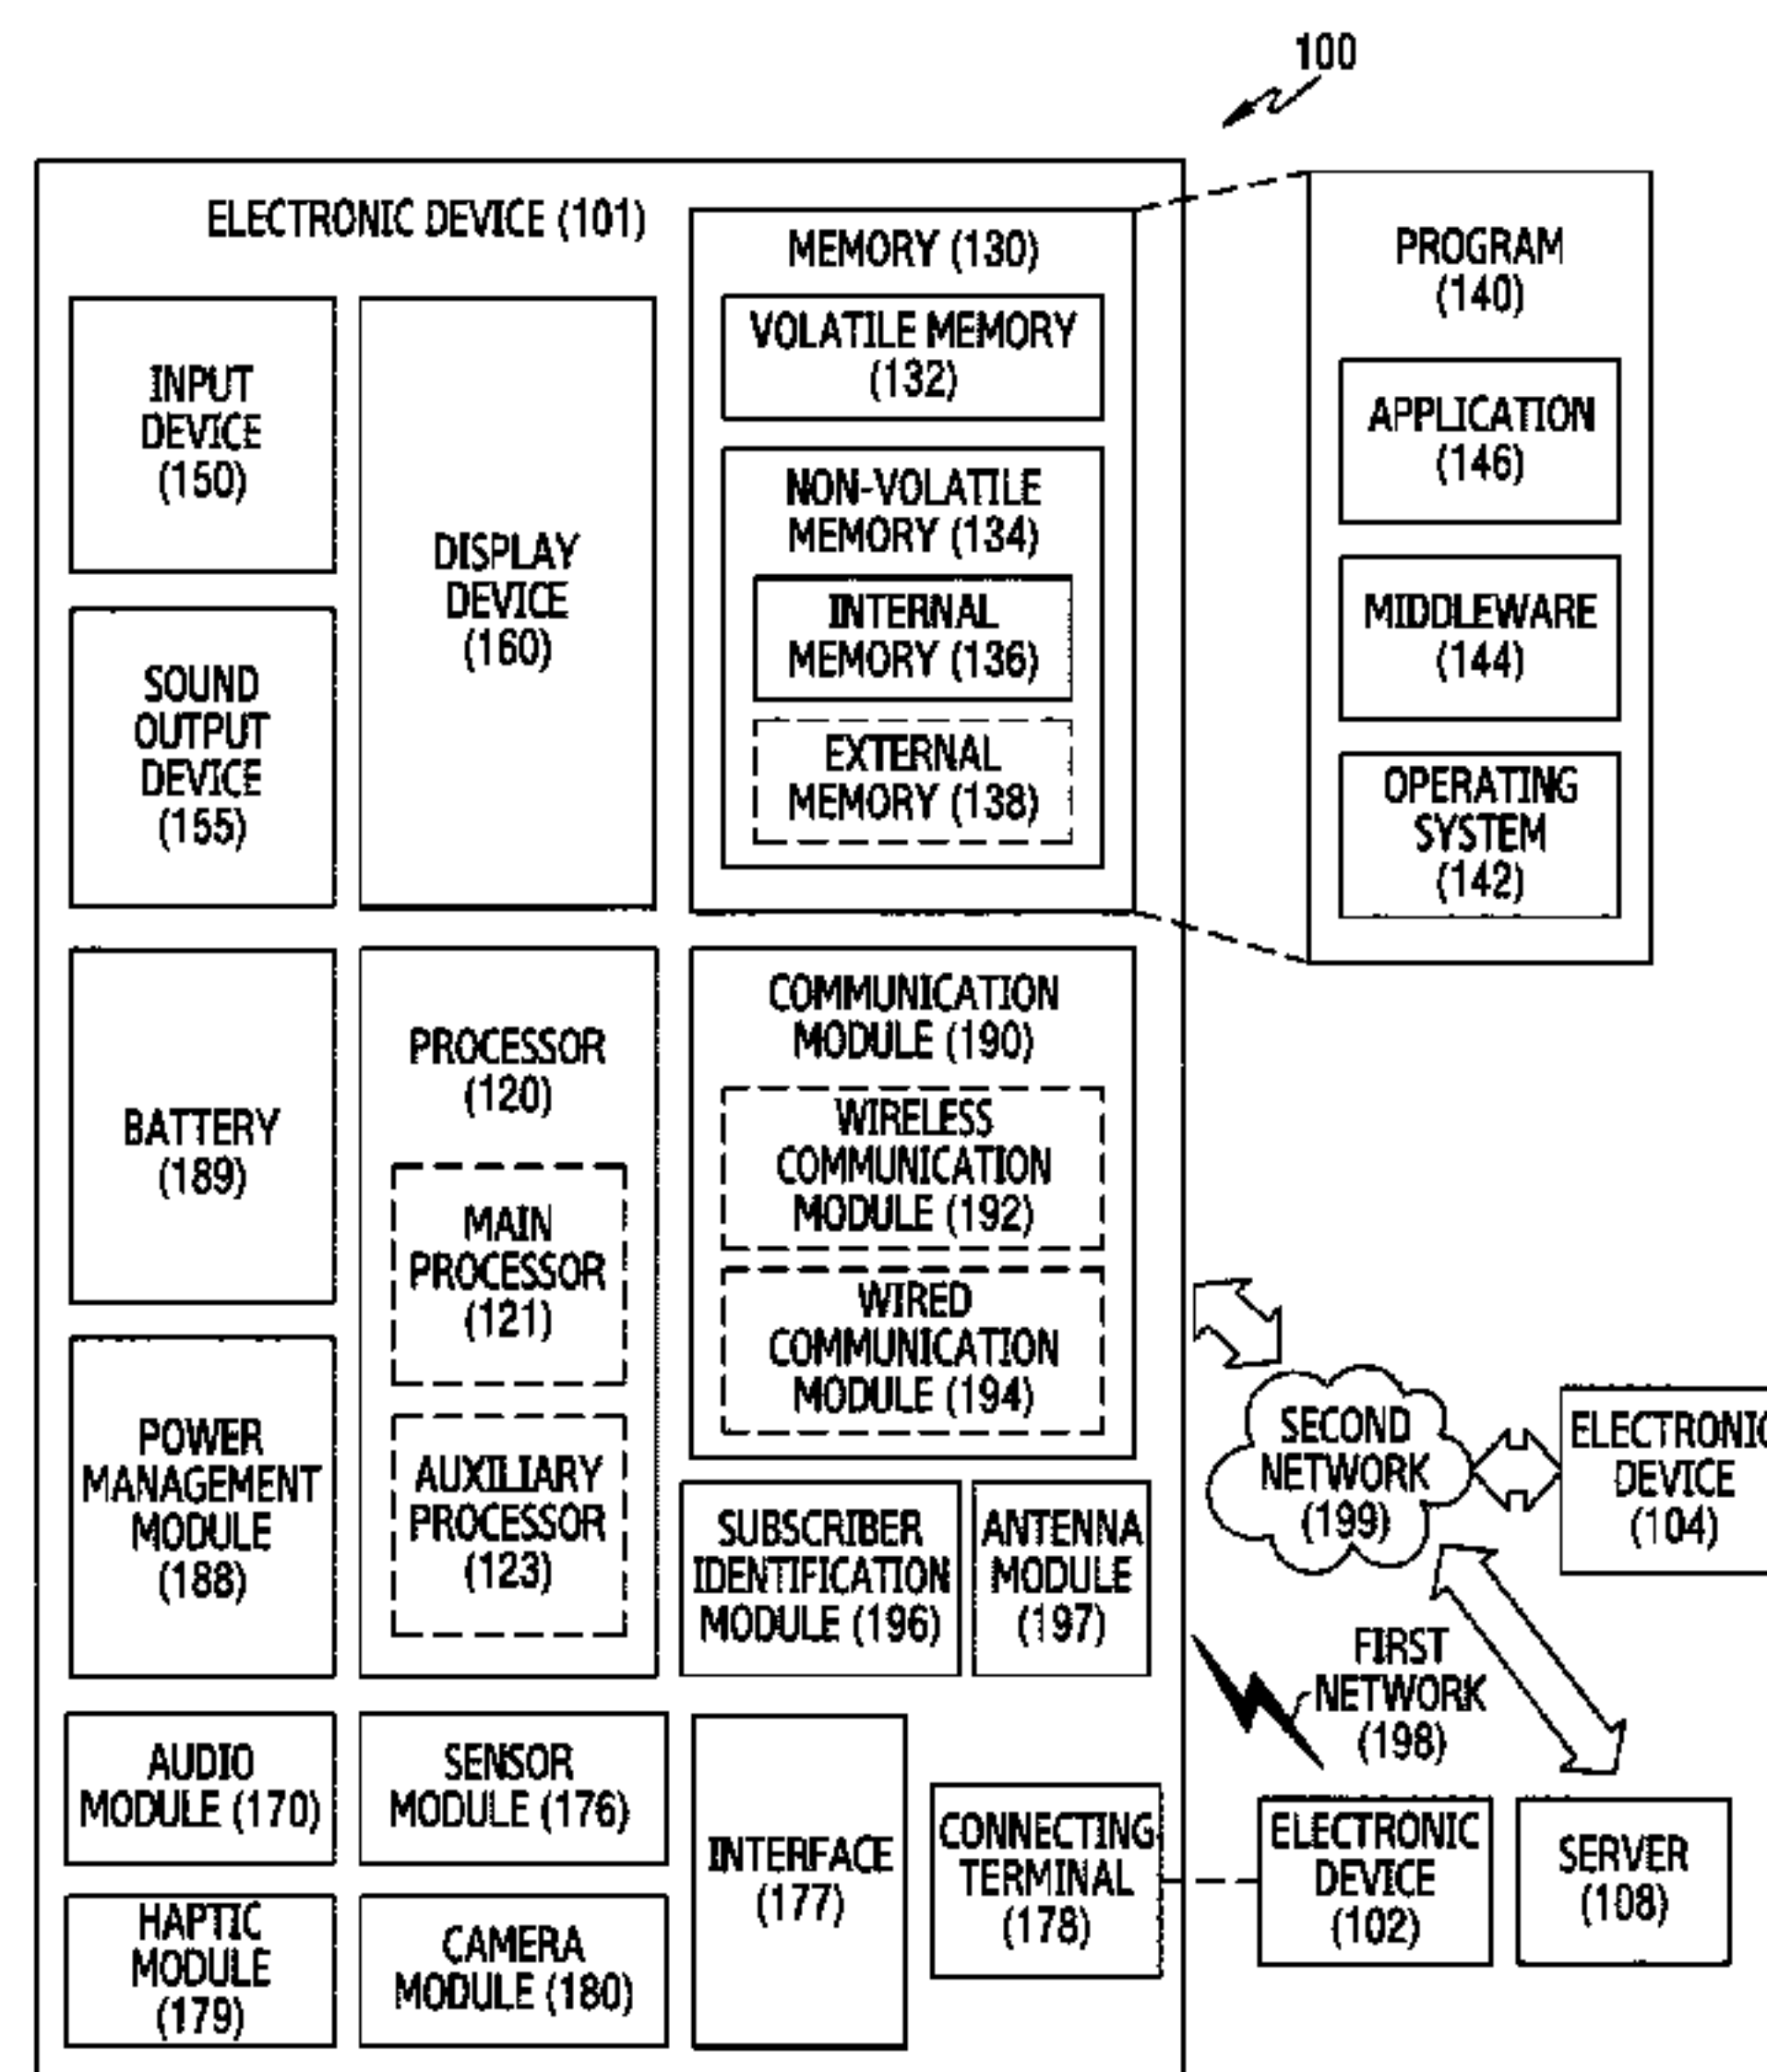 100
ELECTRONIC DEVICE (101)
INPUT
DEVICE
(150)
DISPLAY
DEVICE
(160)
SOUND
OUTPUT
DEVICE
(155)
MEMORY (130)
VOLATILE MEMORY
(132)
NON-VOLATILE
MEMORY (134)
INTERNAL
MEMORY (136)
EXTERNAL
MEMORY (138)
PROGRAM
(140)
APPLICATION
(146)
MIDDLEWARE
(144)
OPERATING
SYSTEM
(142)
BATTERY
(189)
POWER
MANAGEMENT
MODULE
(188)
PROCESSOR
(120)
MAIN
PROCESSOR
(121)
AUXILIARY
PROCESSOR
(123)
COMMUNICATION
MODULE (190)
WIRELESS
COMMUNICATION
MODULE (192)
WIRED
COMMUNICATION
MODULE (194)
SUBSCRIBER
IDENTIFICATION
MODULE (196)
ANTENNA
MODULE
(197)
SECOND
NETWORK
(199)
ELECTRONIC
DEVICE
(104)
FIRST
NETWORK
(198)
AUDIO
MODULE (170)
SENSOR
MODULE (176)
HAPTIC
MODULE
(179)
CAMERA
MODULE (180)
INTERFACE
(177)
CONNECTING
TERMINAL
(178)
ELECTRONIC
DEVICE
(102)
SERVER
(108)